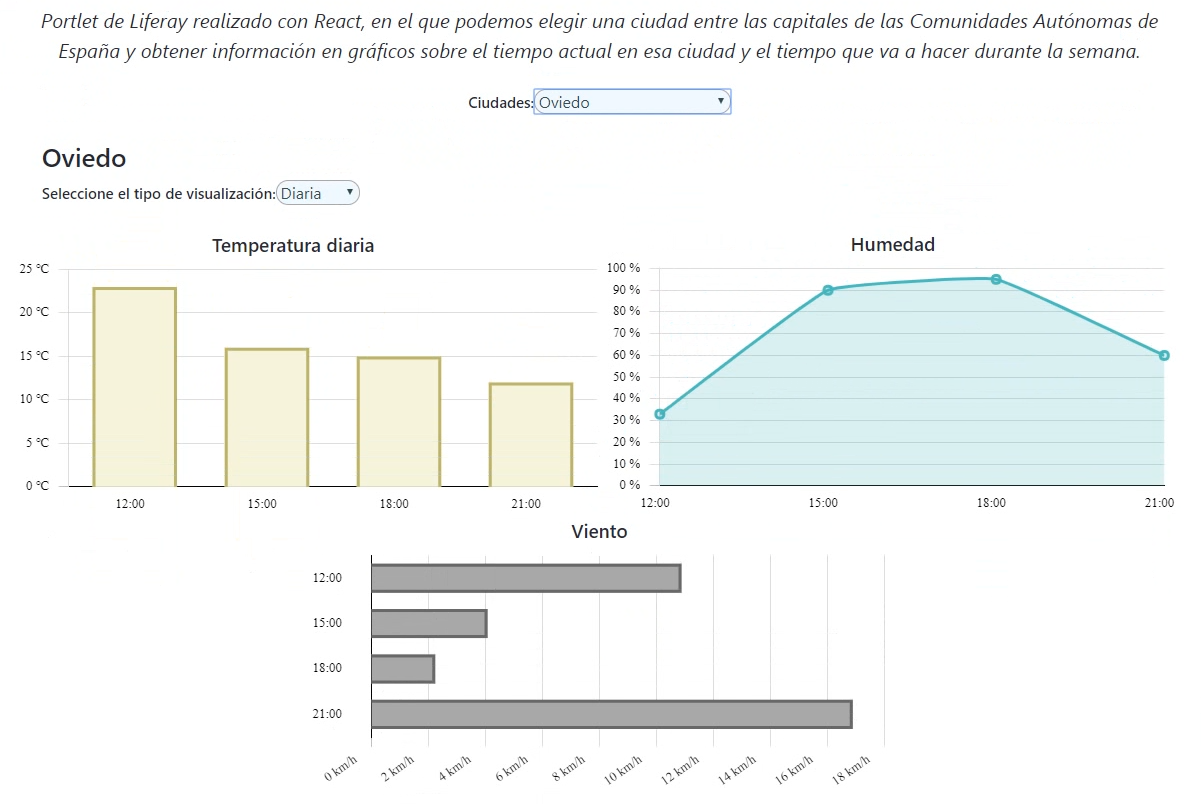 Portlet de Liferay realizado con React, en el que podemos elegir una ciudad entre las capitales de las Comunidades Autónomas de
España y obtener información en gráficos sobre el tiempo actual en esa ciudad y el tiempo que va a hacer durante la semana.
Ciudades: Oviedo
Oviedo
Seleccione el tipo de visualización: Diaria
Temperatura diaria
25 ºC
20 ºC
15 ºC
10 ºC
5 ºC
0 ºC
12:00 15:00 18:00 21:00
Humedad
100 %
90 %
80 %
70 %
60 %
50 %
40 %
30 %
20 %
10 %
0 %
12:00 15:00 18:00 21:00
Viento
12:00
15:00
18:00
21:00
0 km/h 2 km/h 4 km/h 6 km/h 8 km/h 10 km/h 12 km/h 14 km/h 16 km/h 18 km/h